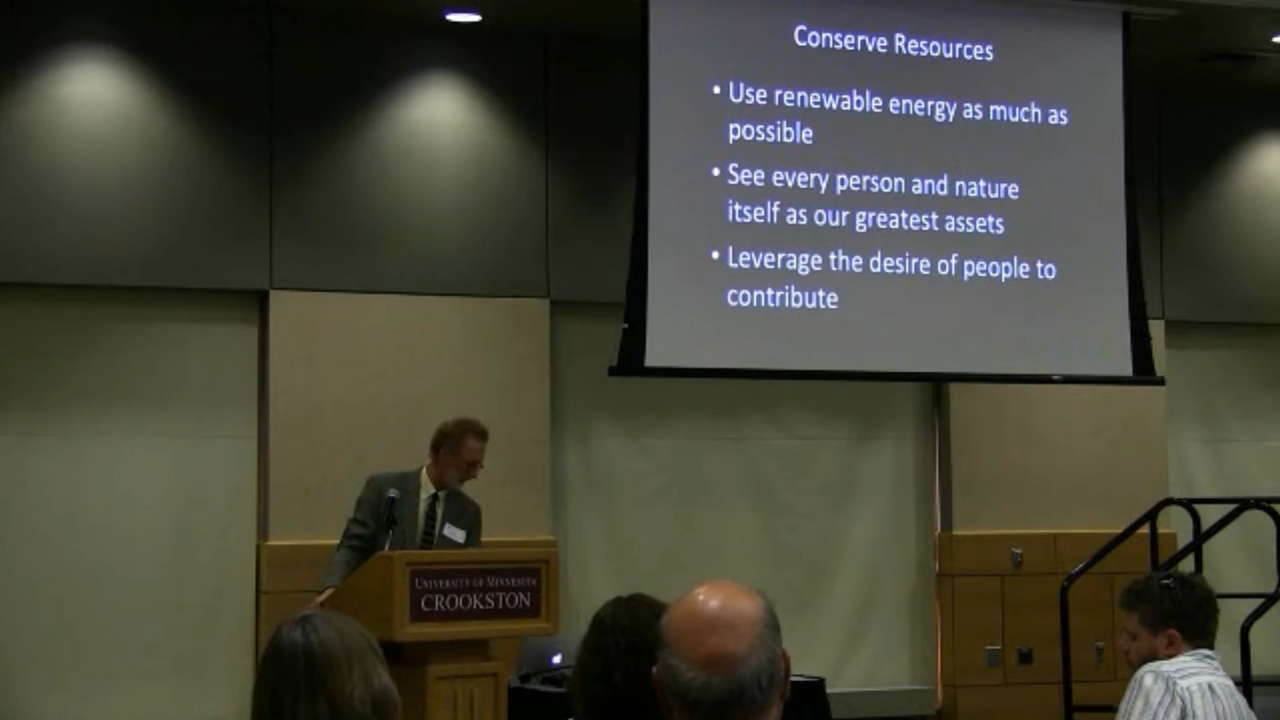 Conserve Resources
• Use renewable energy as much as
possible
• See every person and nature
itself as our greatest assets
• Leverage the desire of people to
contribute
UNIVERSITY OF MINNESOTA
CROOKSTON